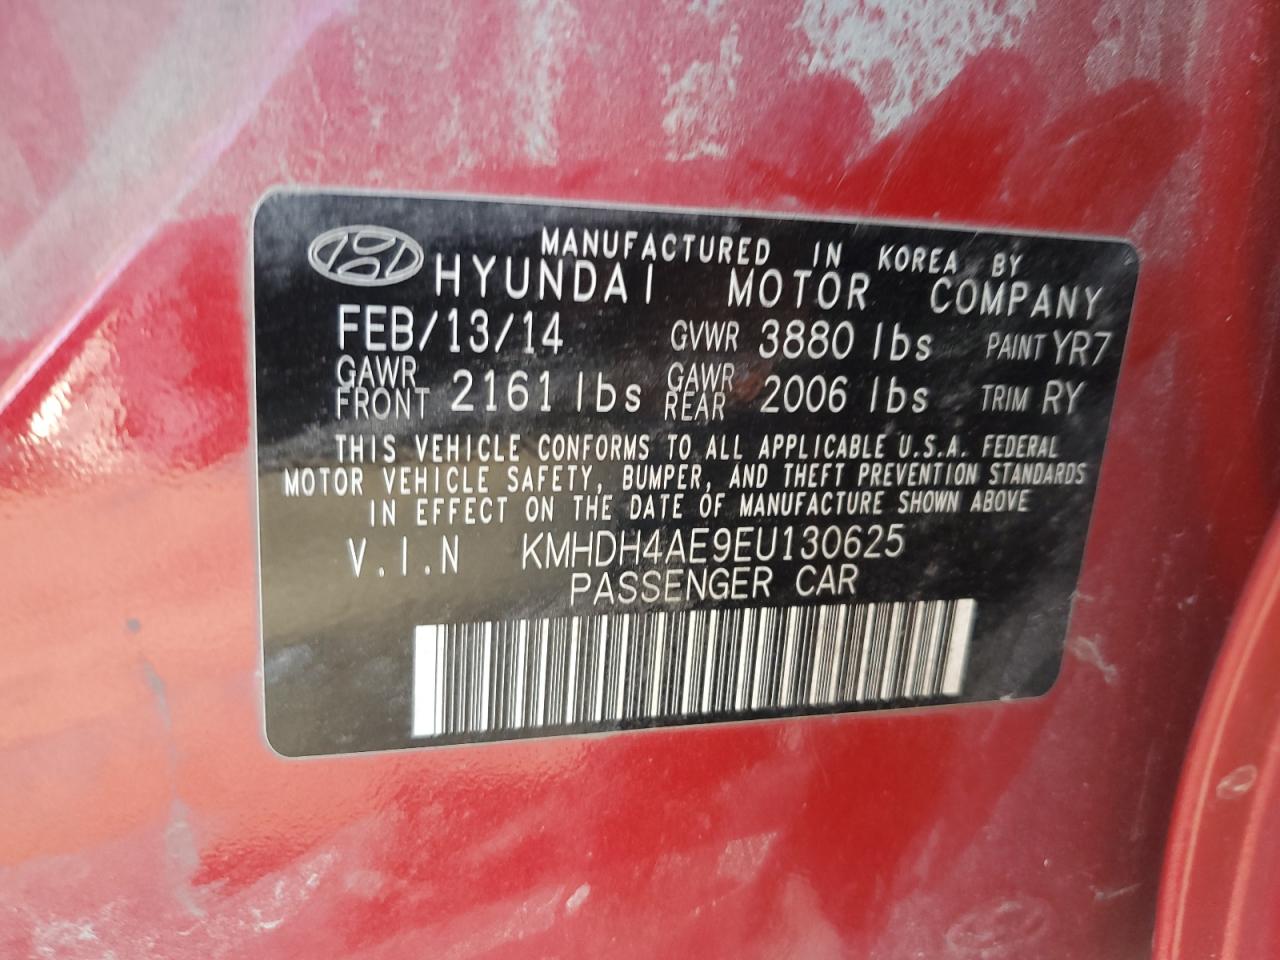 MANUFACTURED IN KOREA BY
HYUNDAI MOTOR COMPANY
FEB/13/14 GVWR 3880 lbs PAINT YR7
GAWR FRONT 2161 lbs GAWR REAR 2006 lbs TRIM RY
THIS VEHICLE CONFORMS TO ALL APPLICABLE U.S.A. FEDERAL
MOTOR VEHICLE SAFETY, BUMPER, AND THEFT PREVENTION STANDARDS
IN EFFECT ON THE DATE OF MANUFACTURE SHOWN ABOVE
V.I.N KMHDH4AE9EU130625
PASSENGER CAR